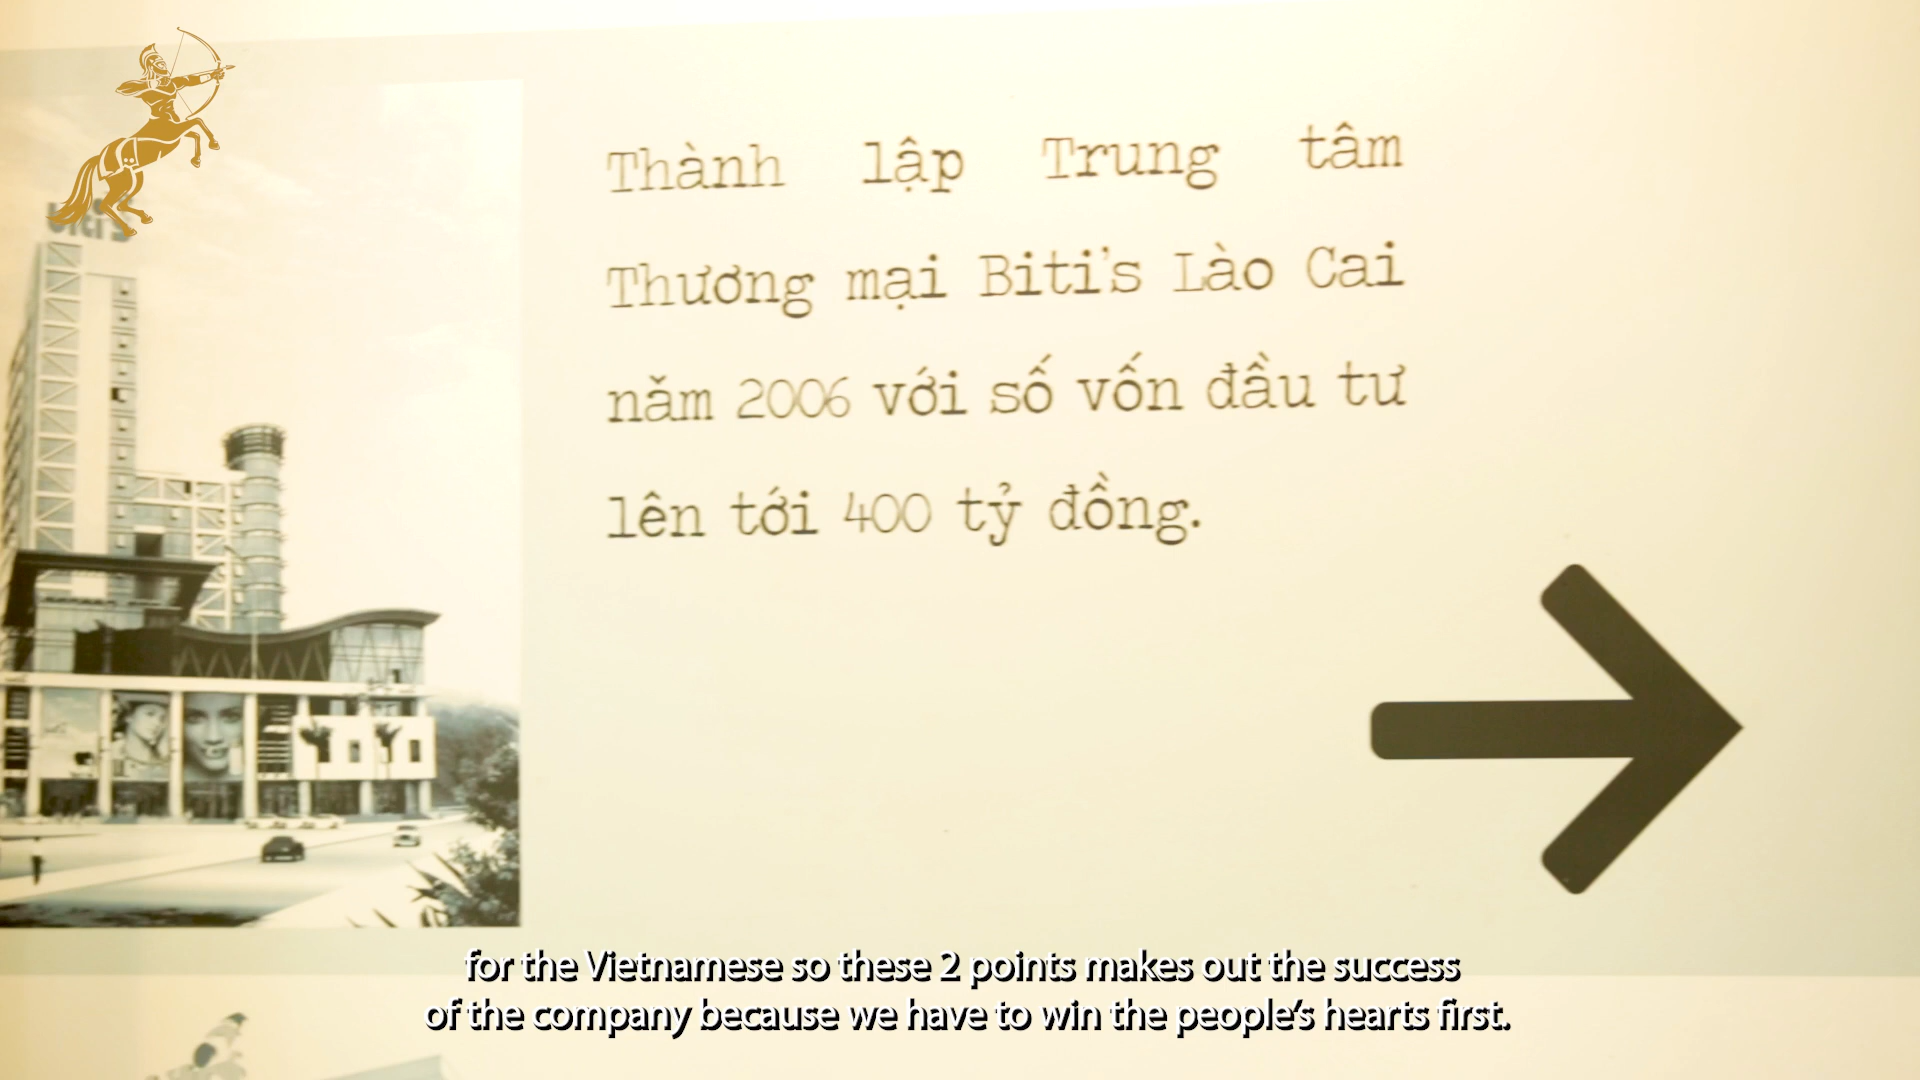 Thành lập Trung tâm
Thương mại Biti's Lào Cai
năm 2006 với số vốn đầu tư
lên tới 400 tỷ đồng.
for the Vietnamese so these 2 points makes out the success
of the company because we have to win the people's hearts first.